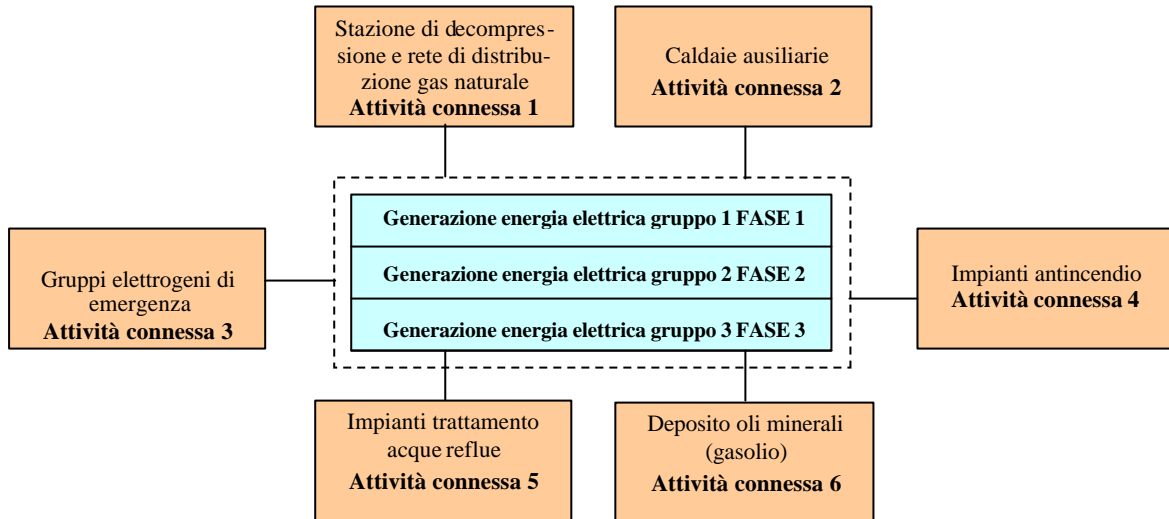 Stazione di decompres-
sione e rete di distribu-
zione gas naturale
Attività connessa 1
Caldaie ausiliarie
Attività connessa 2
Generazione energia elettrica gruppo 1 FASE 1
Generazione energia elettrica gruppo 2 FASE 2
Generazione energia elettrica gruppo 3 FASE 3
Gruppi elettrogeni di
emergenza
Attività connessa 3
Impianti antincendio
Attività connessa 4
Impianti trattamento
acque reflue
Attività connessa 5
Deposito oli minerali
(gasolio)
Attività connessa 6